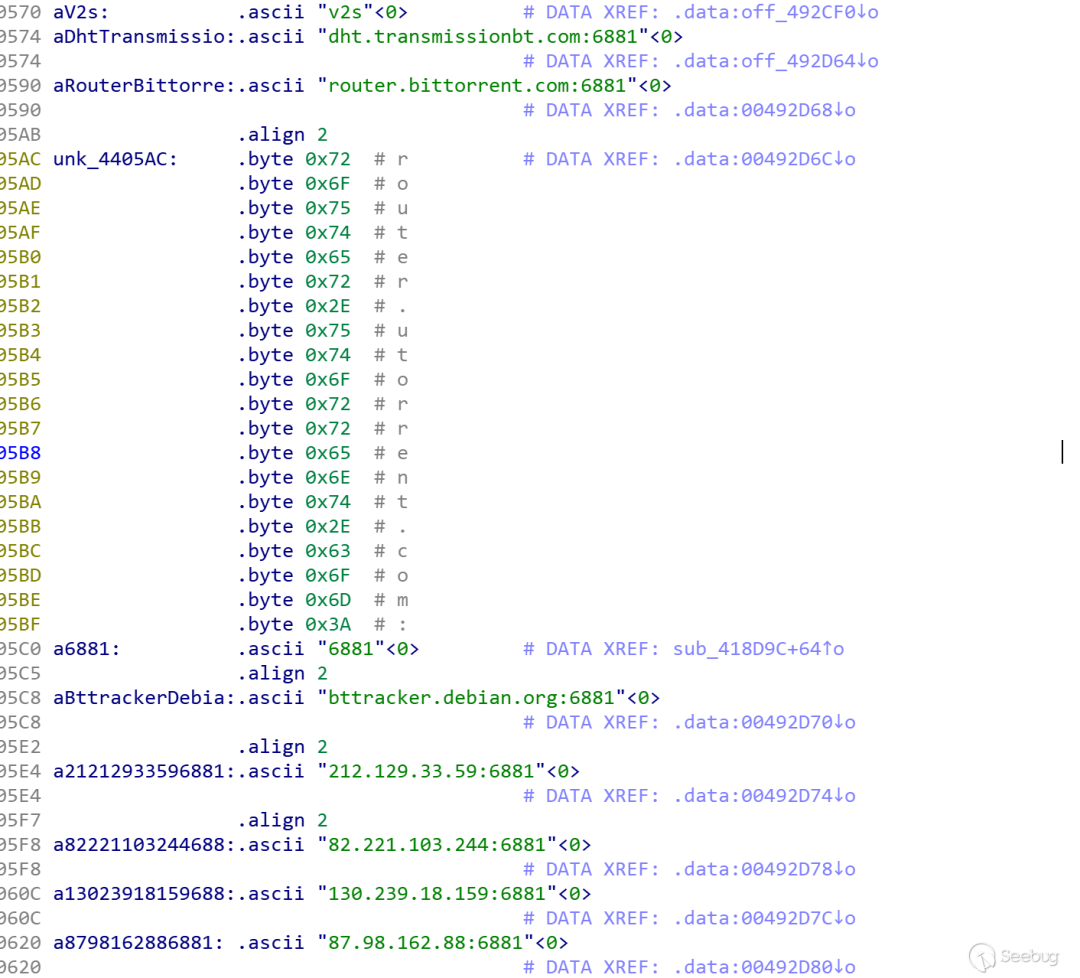 0570 aV2s: .ascii "v2s"<0> # DATA XREF: .data:off_492CF0↓o
0574 aDhtTransmissio:.ascii "dht.transmissionbt.com:6881"<0>
0574 # DATA XREF: .data:off_492D64↓o
0590 aRouterBittorre:.ascii "router.bittorrent.com:6881"<0>
0590 # DATA XREF: .data:00492D68↓o
05AB .align 2
05AC unk_4405AC: .byte 0x72 # r # DATA XREF: .data:00492D6C↓o
05AD .byte 0x6F # o
05AE .byte 0x75 # u
05AF .byte 0x74 # t
05B0 .byte 0x65 # e
05B1 .byte 0x72 # r
05B2 .byte 0x2E # .
05B3 .byte 0x75 # u
05B4 .byte 0x74 # t
05B5 .byte 0x6F # o
05B6 .byte 0x72 # r
05B7 .byte 0x72 # r
05B8 .byte 0x65 # e
05B9 .byte 0x6E # n
05BA .byte 0x74 # t
05BB .byte 0x2E # .
05BC .byte 0x63 # c
05BD .byte 0x6F # o
05BE .byte 0x6D # m
05BF .byte 0x3A # :
05C0 a6881: .ascii "6881"<0> # DATA XREF: sub_418D9C+64↑o
05C5 .align 2
05C8 aBttrackerDebia:.ascii "bttracker.debian.org:6881"<0>
05C8 # DATA XREF: .data:00492D70↓o
05E2 .align 2
05E4 a21212933596881:.ascii "212.129.33.59:6881"<0>
05E4 # DATA XREF: .data:00492D74↓o
05F7 .align 2
05F8 a82221103244688:.ascii "82.221.103.244:6881"<0>
05F8 # DATA XREF: .data:00492D78↓o
060C a13023918159688:.ascii "130.239.18.159:6881"<0>
060C # DATA XREF: .data:00492D7C↓o
0620 a8798162886881: .ascii "87.98.162.88:6881"<0>
0620 # DATA XREF: .data:00492D80↓o
Seebug